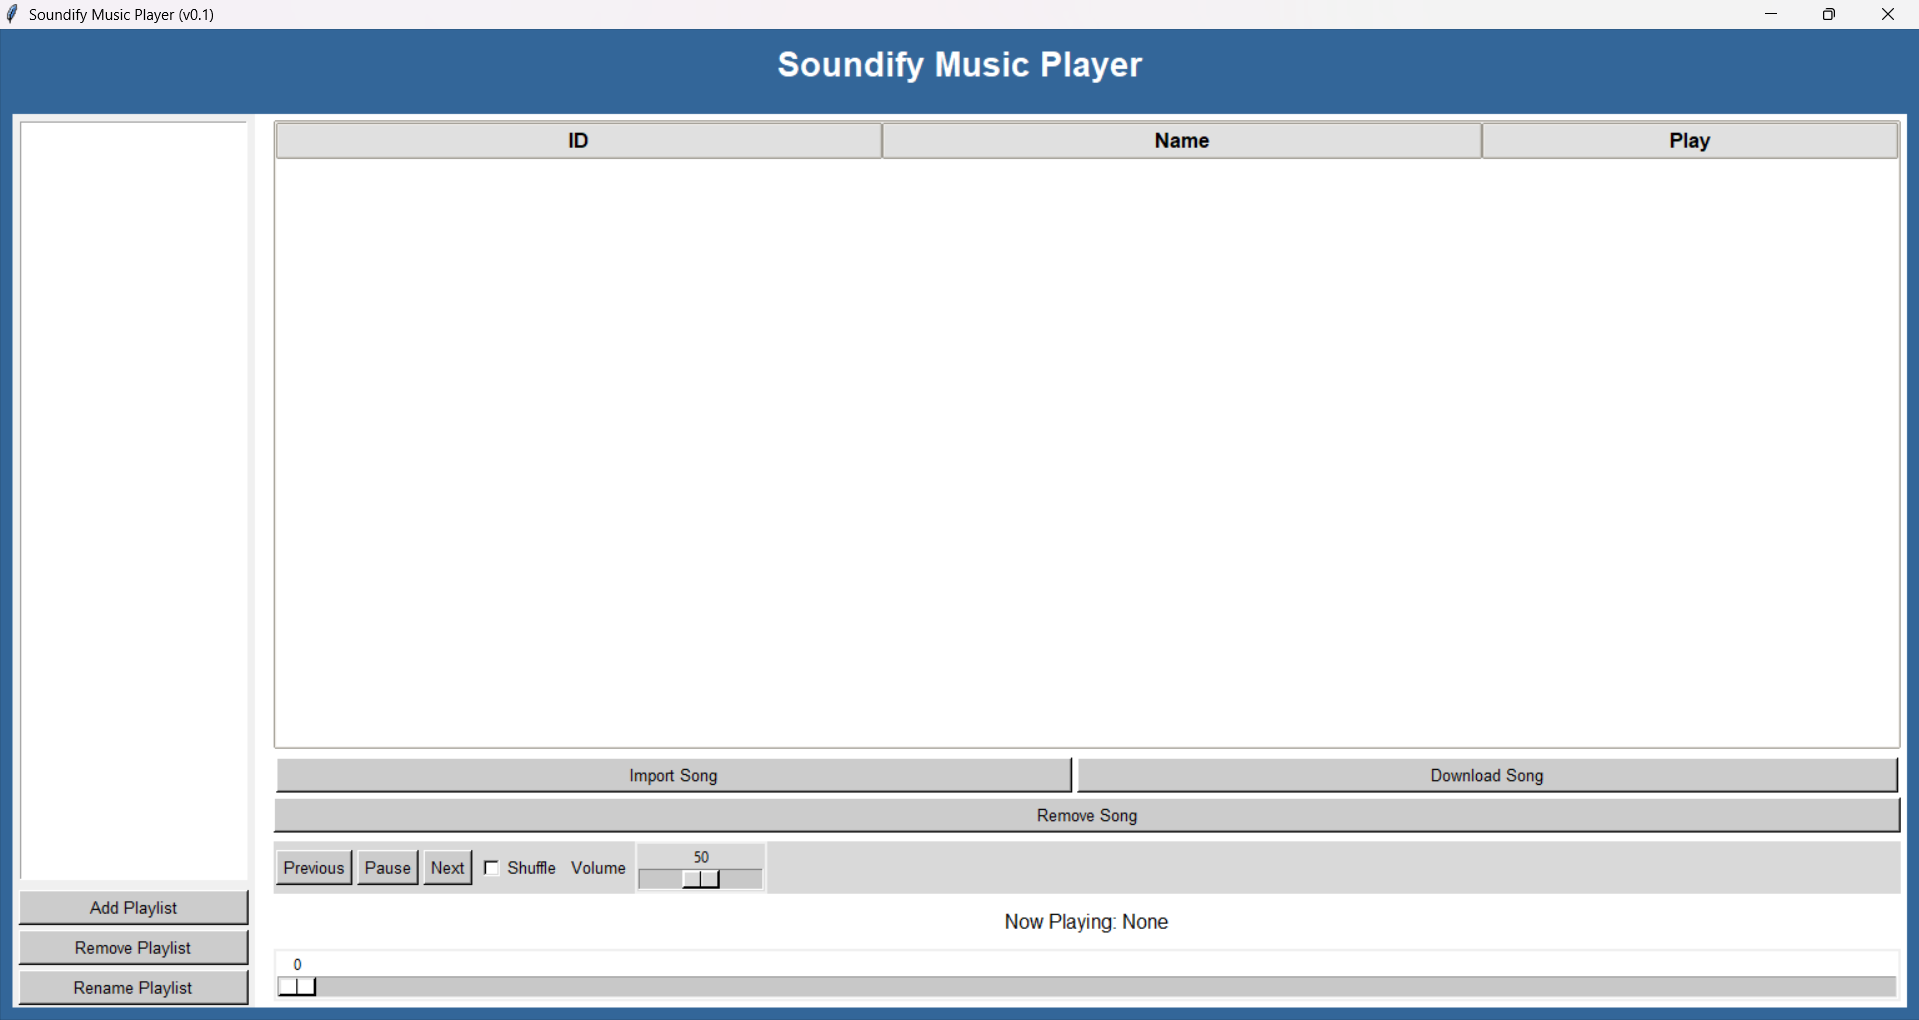 Soundify Music Player (v0.1)
Soundify Music Player
ID Name Play
Import Song Download Song
Remove Song
Previous Pause Next Shuffle Volume 50
Now Playing: None
0
Add Playlist
Remove Playlist
Rename Playlist